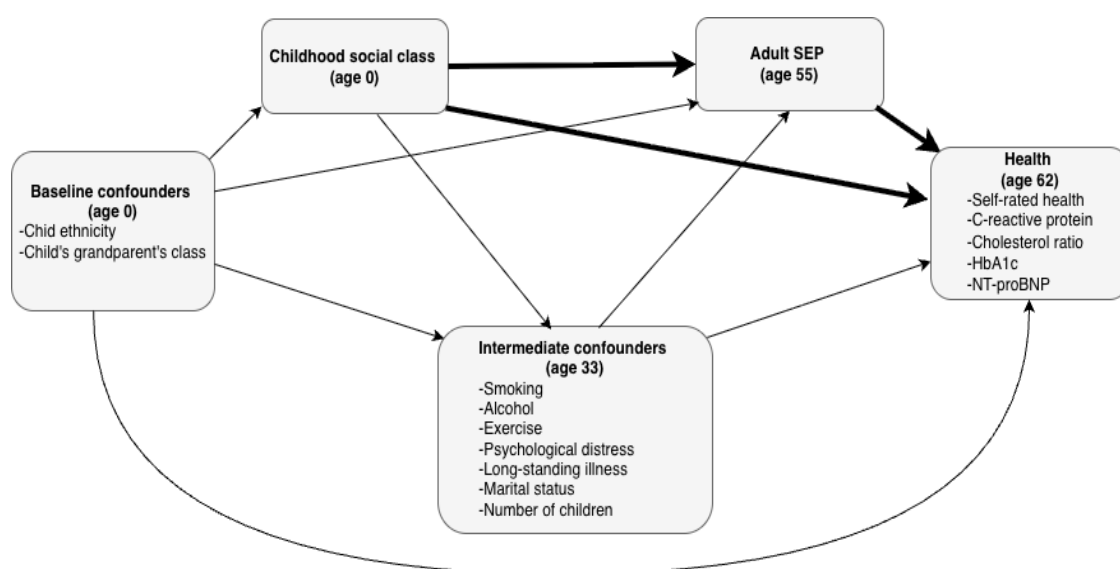 Childhood social class
(age 0)
Adult SEP
(age 55)
Baseline confounders
(age 0)
-Chid ethnicity
-Child's grandparent's class
Health
(age 62)
-Self-rated health
-C-reactive protein
-Cholesterol ratio
-HbA1c
-NT-proBNP
Intermediate confounders
(age 33)
-Smoking
-Alcohol
-Exercise
-Psychological distress
-Long-standing illness
-Marital status
-Number of children